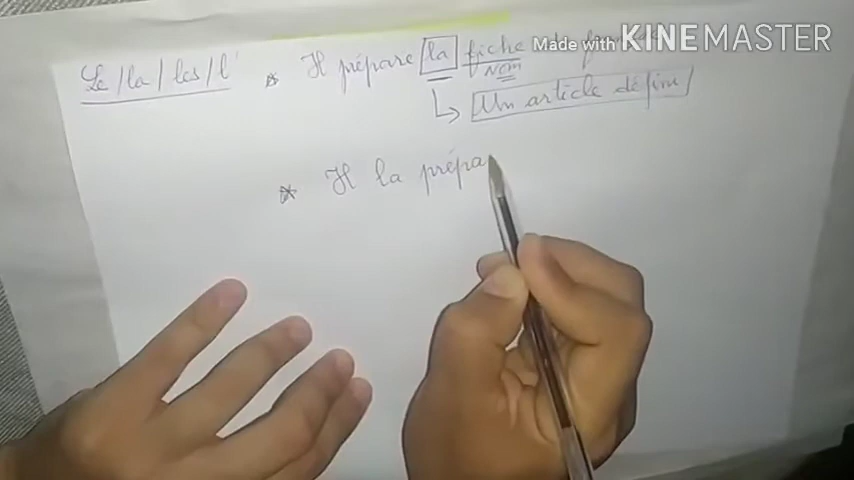 Le / la / les / l'
* Il prépare la fiche
Nom
Made with KINEMASTER
↳ Un article défini
* Il la prépa